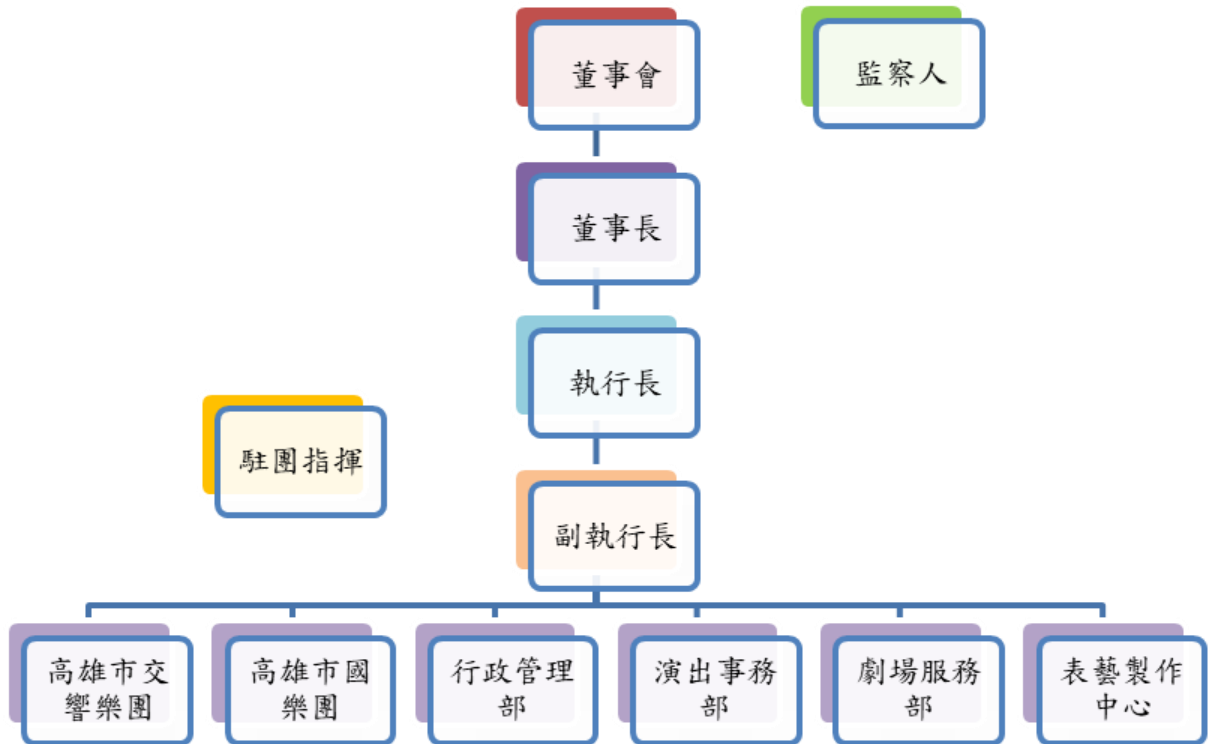 董事會
監察人
董事長
執行長
駐團指揮
副執行長
高雄市交
響樂團
高雄市國
樂團
行政管理
部
演出事務
部
劇場服務
部
表藝製作
中心